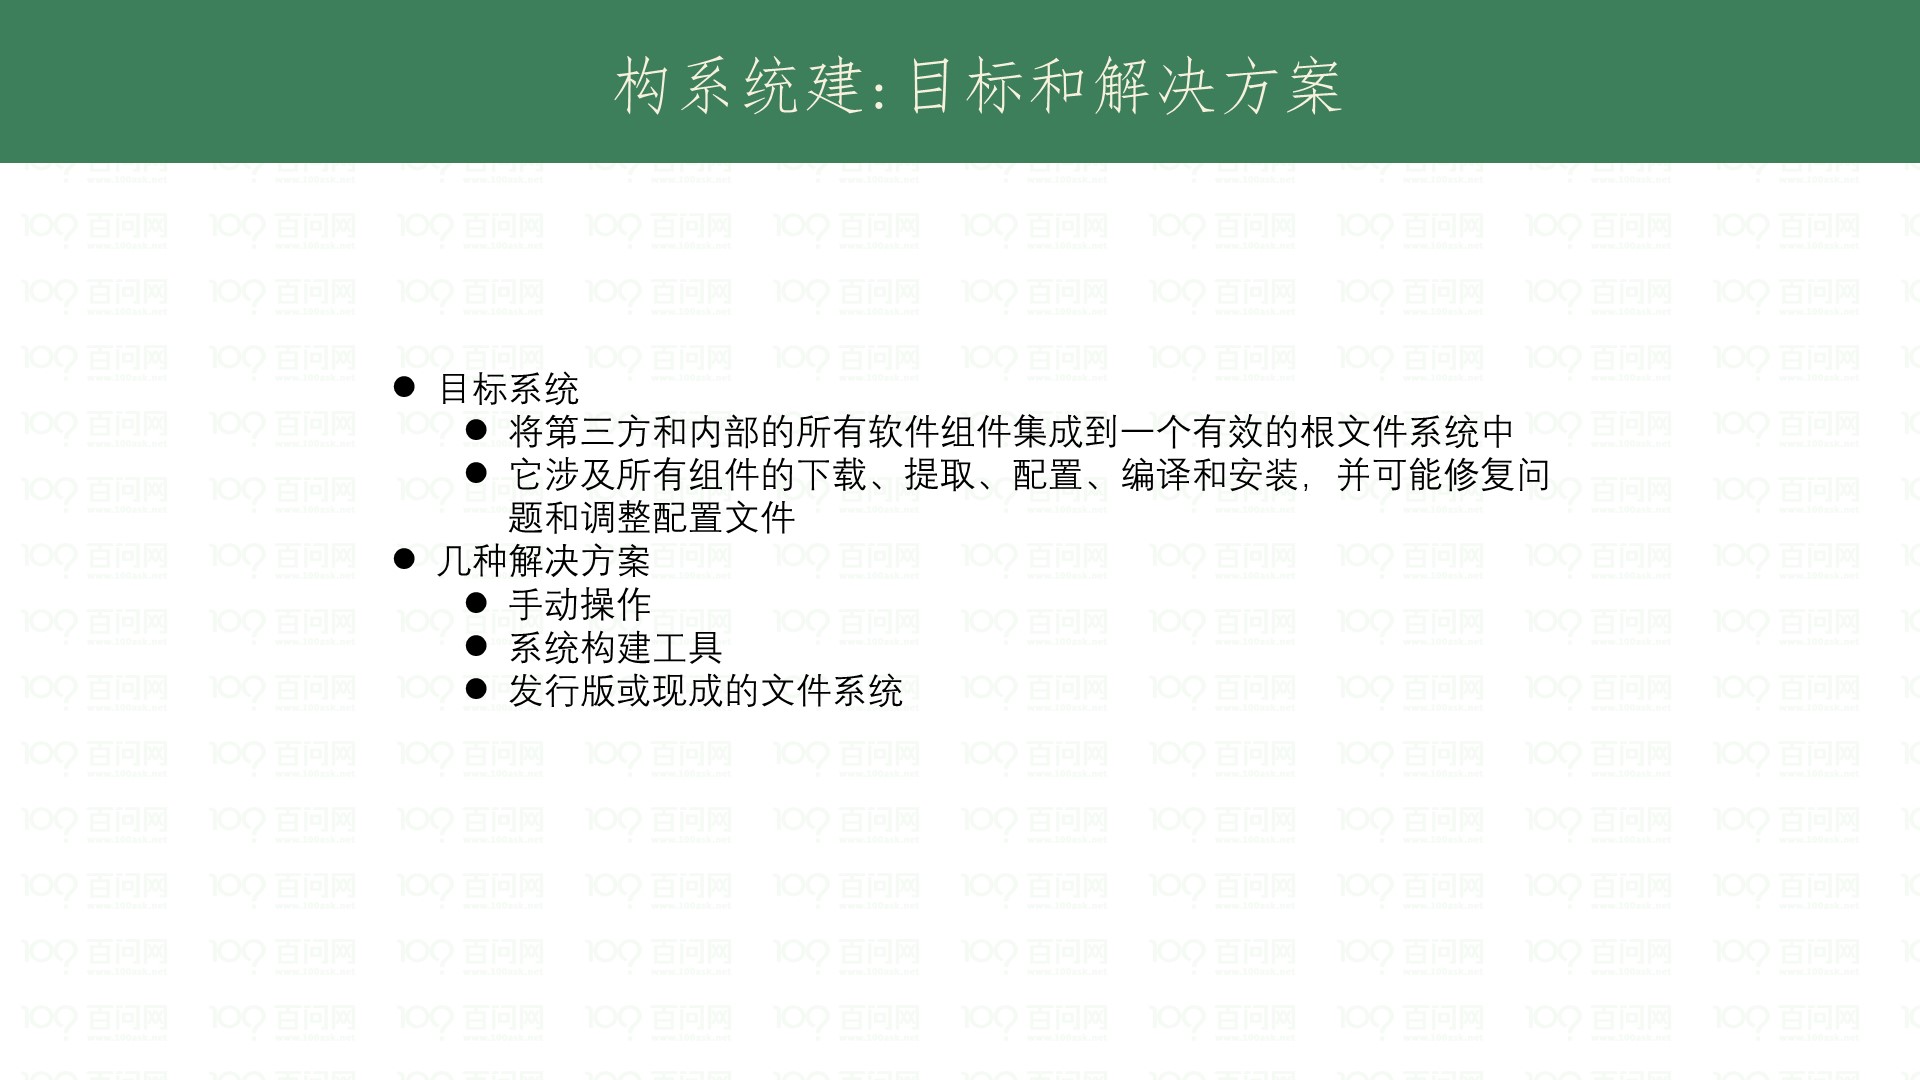 构系统建:目标和解决方案
● 目标系统
● 将第三方和内部的所有软件组件集成到一个有效的根文件系统中
● 它涉及所有组件的下载、提取、配置、编译和安装，并可能修复问
题和调整配置文件
● 几种解决方案
● 手动操作
● 系统构建工具
● 发行版或现成的文件系统
百问网
www.100ask.net